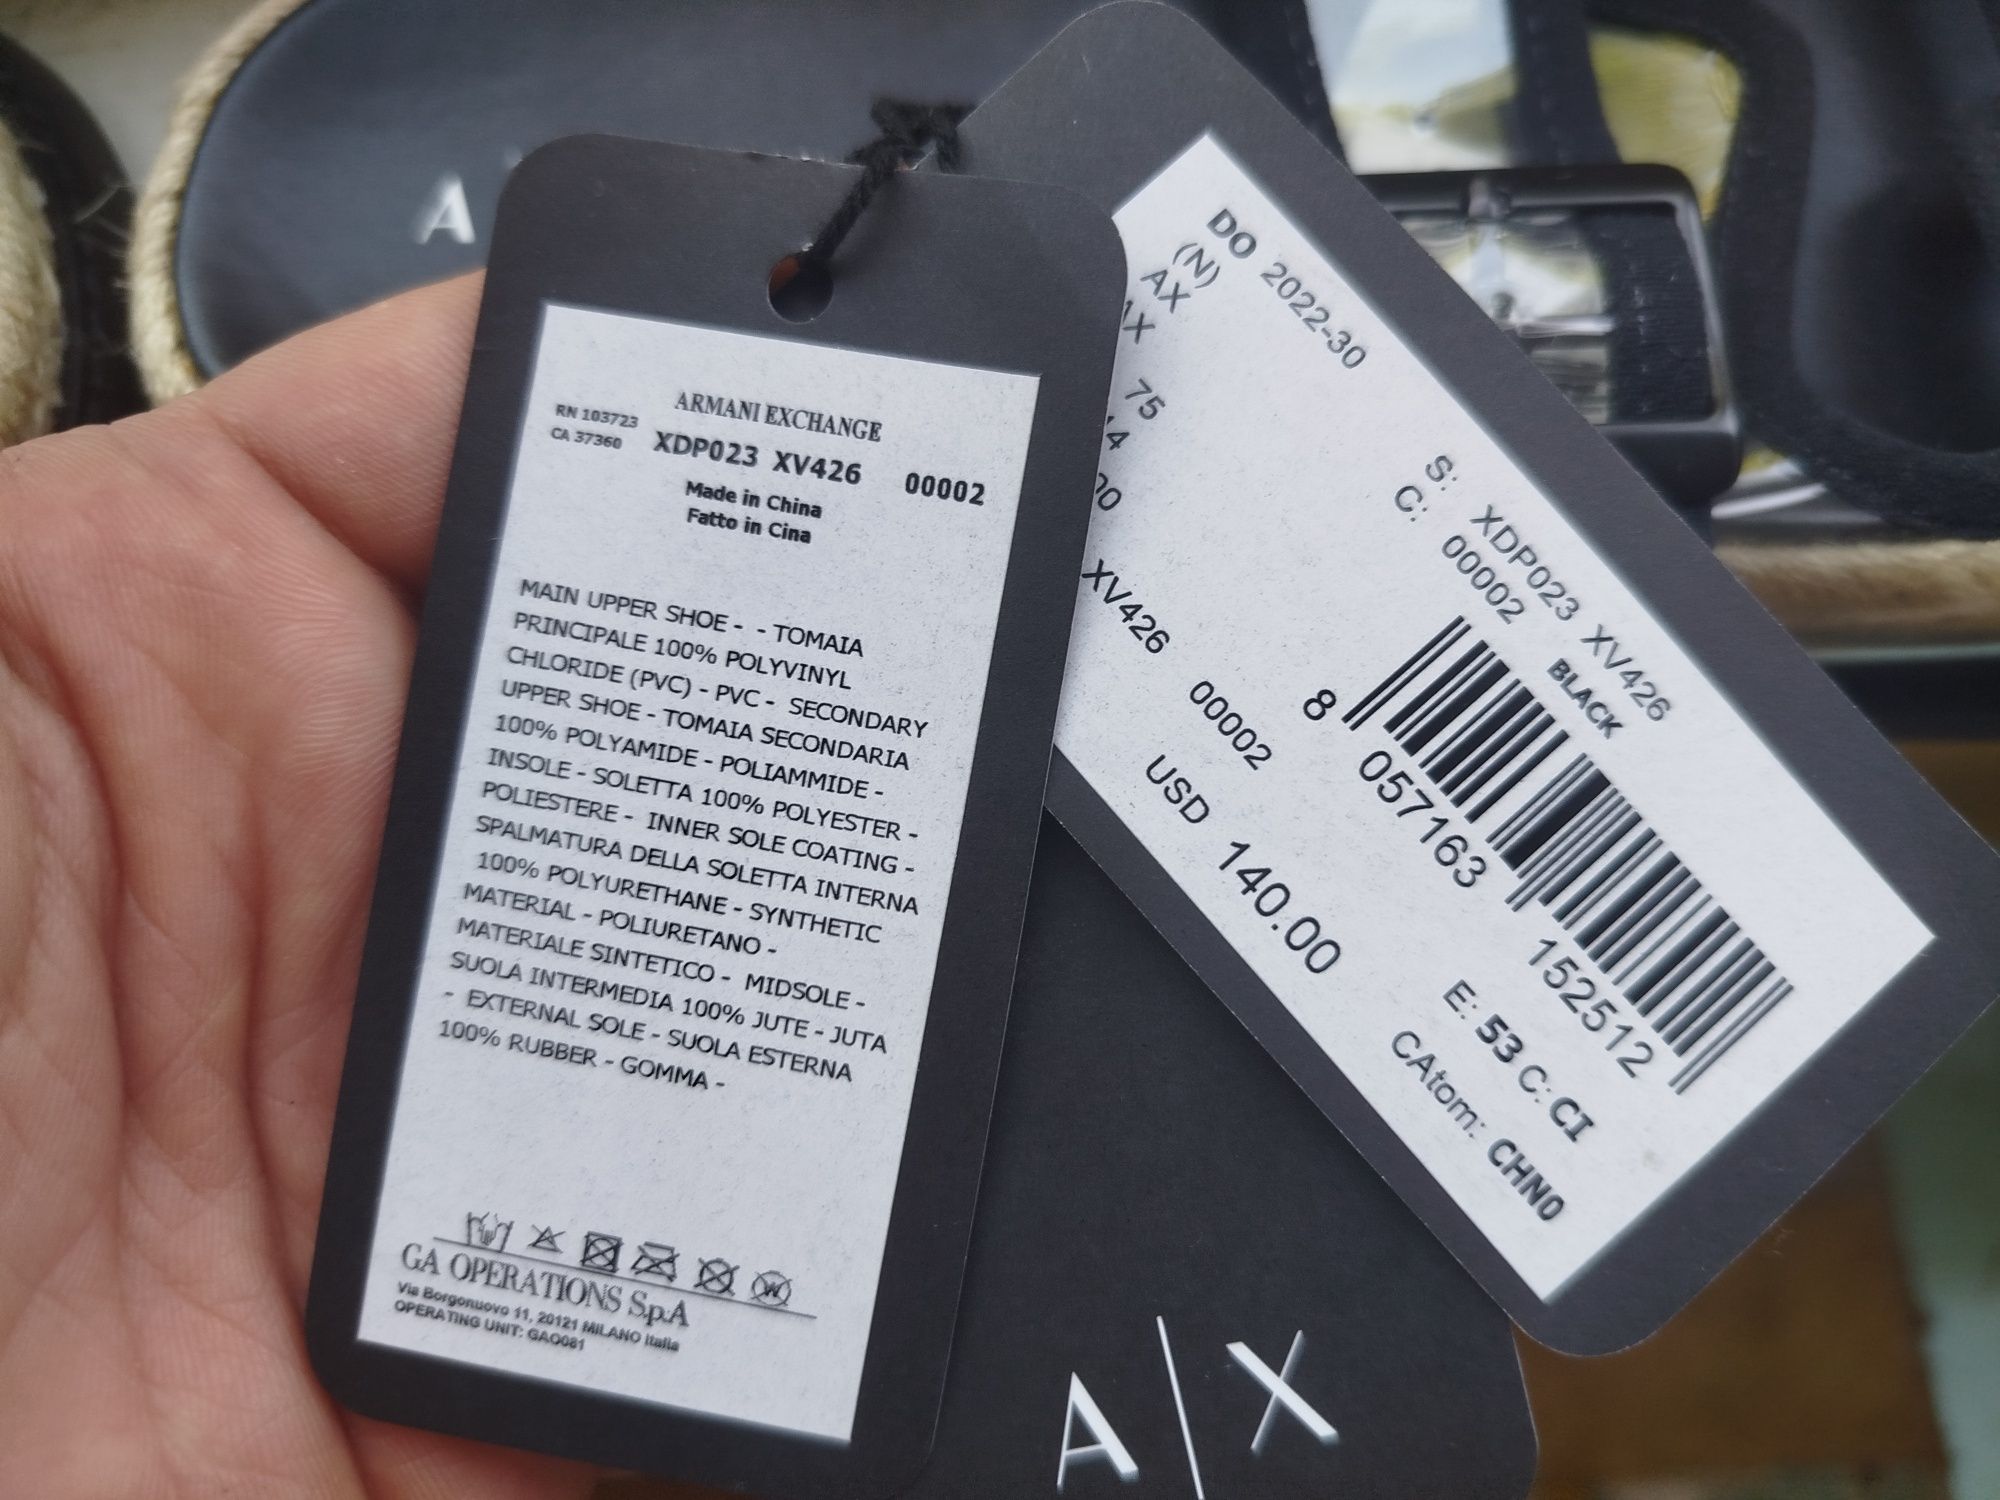 A
ARMANI EXCHANGE
RN 103723
CA 37360
XDP023 XV426 00002
Made in China
Fatto in Cina
MAIN UPPER SHOE - - TOMAIA
PRINCIPALE 100% POLYVINYL
CHLORIDE (PVC) - PVC - SECONDARY
UPPER SHOE - TOMAIA SECONDARIA
100% POLYAMIDE - POLIAMMIDE -
INSOLE - SOLETTA 100% POLYESTER -
POLIESTERE - INNER SOLE COATING -
SPALMATURA DELLA SOLETTA INTERNA
100% POLYURETHANE - SYNTHETIC
MATERIAL - POLIURETANO -
MATERIALE SINTETICO - MIDSOLE -
SUOLA INTERMEDIA 100% JUTE - JUTA
- EXTERNAL SOLE - SUOLA ESTERNA
100% RUBBER - GOMMA -
W
GA OPERATIONS S.p.A
Via Borgonuovo 11, 20121 MILANO Italia
OPERATING UNIT: GAO081
DO 2022-30
(N)
AX
X
75
4
00
S: XDP023 XV426
C: 00002 BLACK
XV426 00002
8 057163 152512
USD 140.00
E: 53 C: CI
CAtom: CHN0
A|X